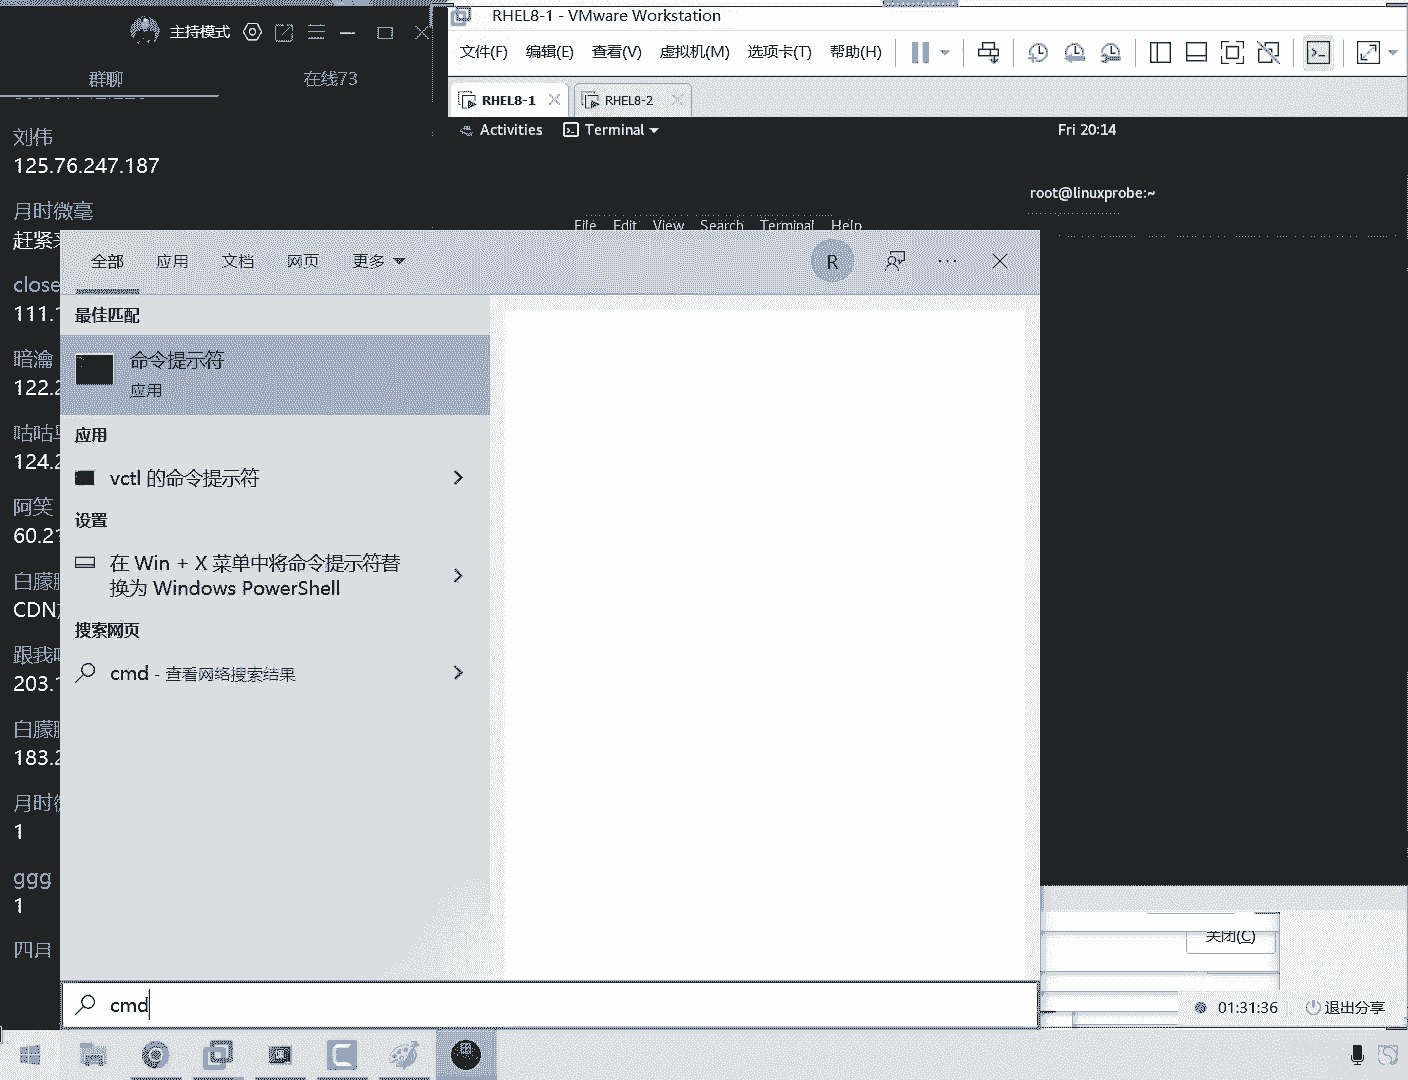 主持模式
群聊
在线73
刘伟
125.76.247.187
月时微毫
赶紧
close
111.
暗瀹
122.2
咕咕
124.2
阿笑
60.2
白朦
CDN
跟我
203.
白朦
183.2
月时
1
ggg
1
四月
RHEL8-1 - VMware Workstation
文件(F) 编辑(E) 查看(V) 虚拟机(M) 选项卡(T) 帮助(H)
RHEL8-1
RHEL8-2
Activities
Terminal
Fri 20:14
root@linuxprobe:~
File Edit View Search Terminal Help
全部 应用 文档 网页 更多
R
最佳匹配
命令提示符
应用
应用
vctl 的命令提示符
设置
在 Win + X 菜单中将命令提示符替
换为 Windows PowerShell
搜索网页
cmd - 查看网络搜索结果
cmd
关闭(C)
01:31:36
退出分享